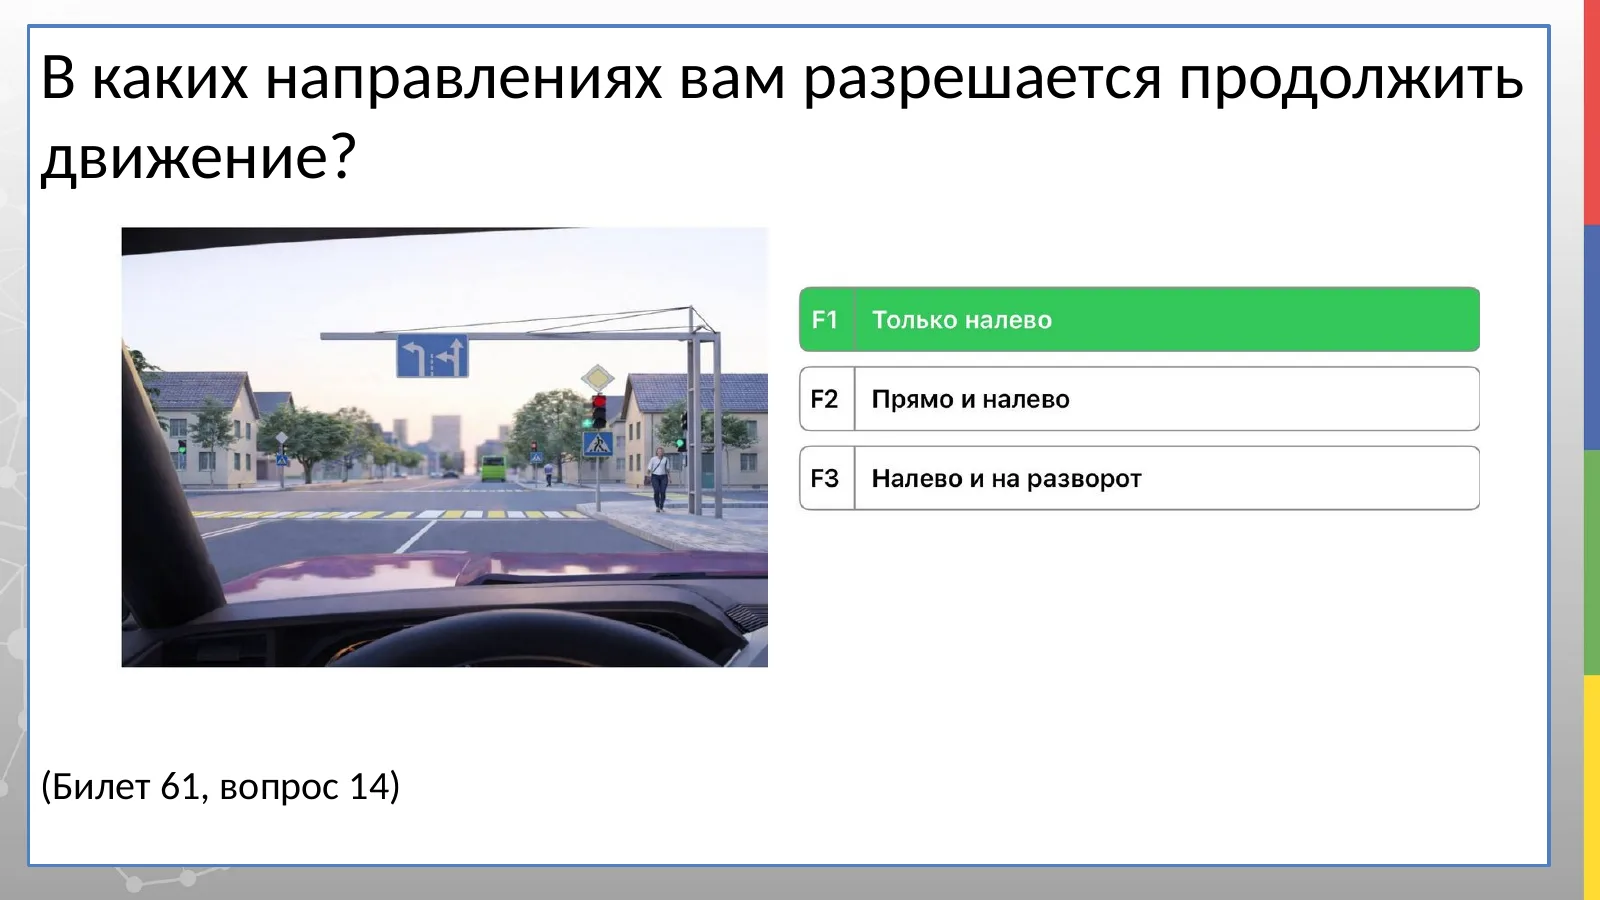 В каких направлениях вам разрешается продолжить
движение?
F1 Только налево
F2 Прямо и налево
F3 Налево и на разворот
(Билет 61, вопрос 14)